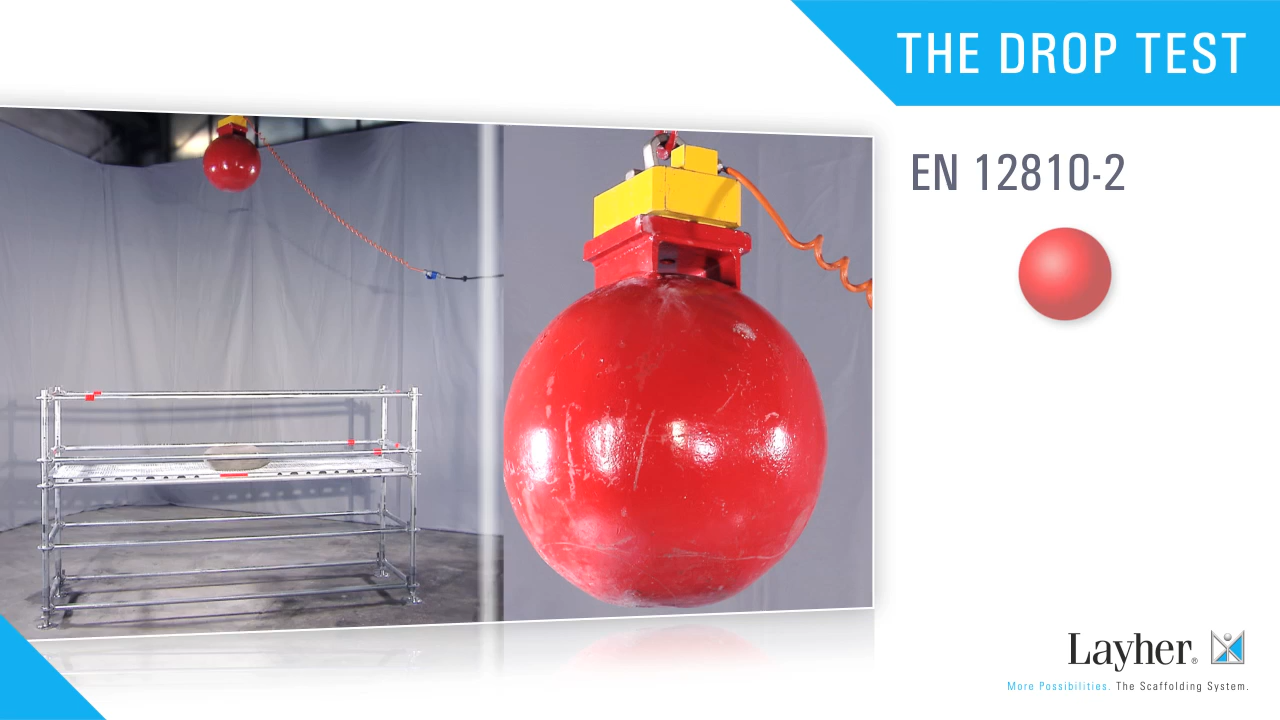 THE DROP TEST
EN 12810-2
Layher.®
More Possibilities. The Scaffolding System.